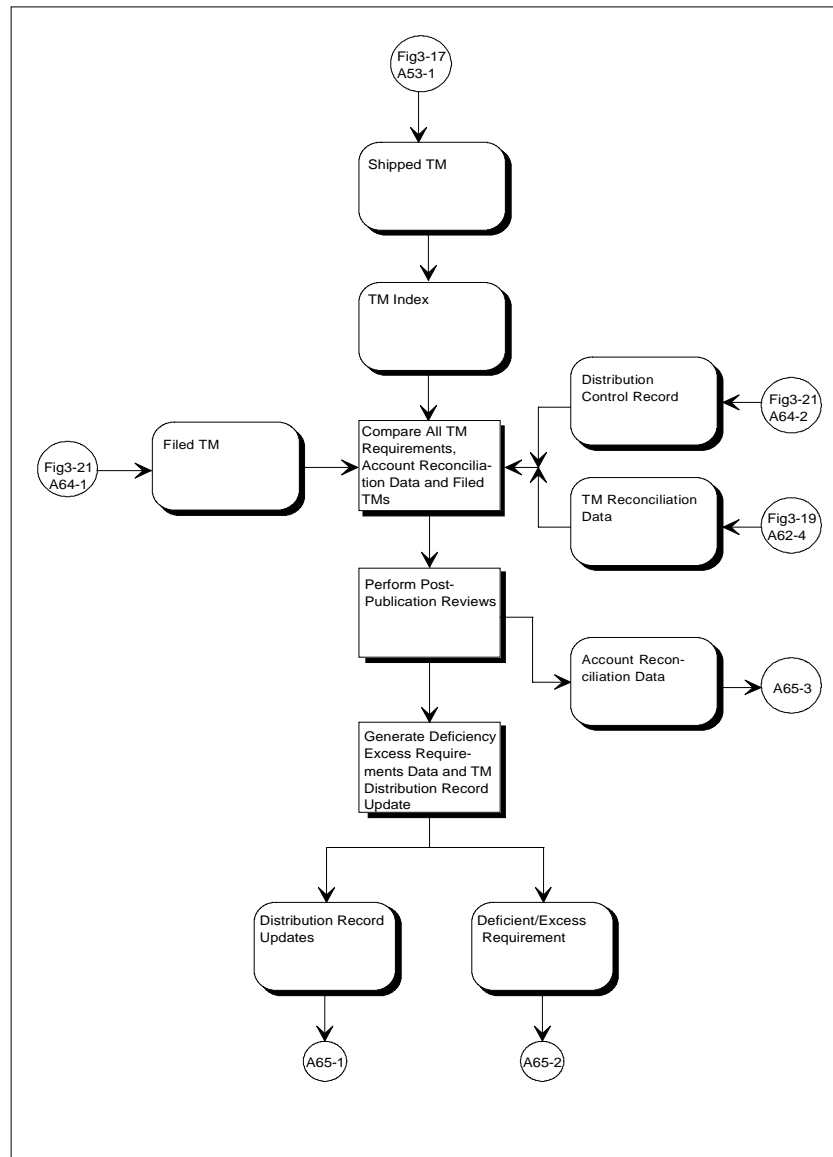 Fig3-17
A53-1
Shipped TM
TM Index
Distribution
Control Record
Fig3-21
A64-2
Filed TM
Fig3-21
A64-1
Compare All TM
Requirements,
Account Reconcilia-
tion Data and Filed
TMs
TM Reconciliation
Data
Fig3-19
A62-4
Perform Post-
Publication Reviews
Account Recon-
ciliation Data
A65-3
Generate Deficiency
Excess Require-
ments Data and TM
Distribution Record
Update
Distribution Record
Updates
Deficient/Excess
Requirement
A65-1
A65-2